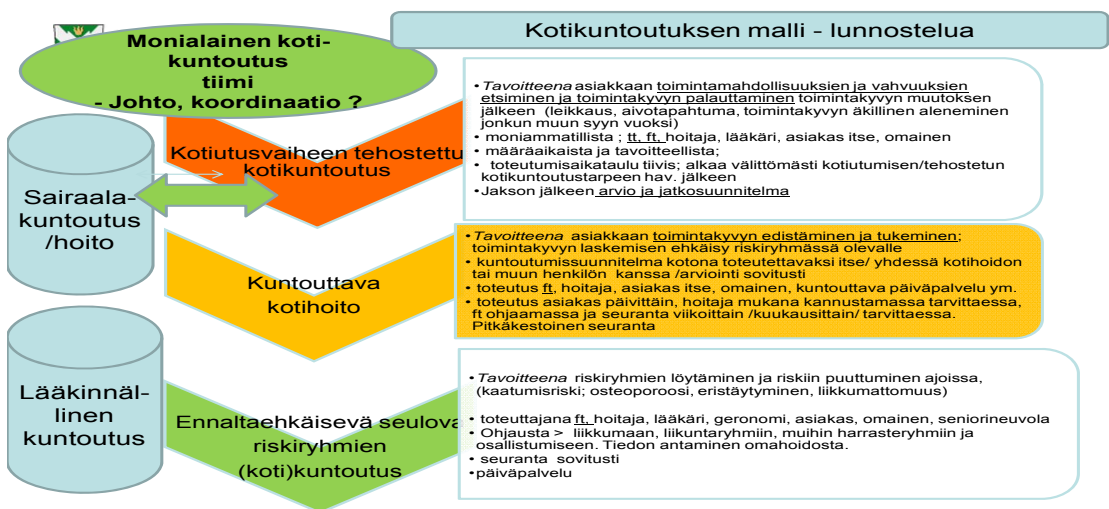 Kotikuntoutuksen malli - lunnostelua
Monialainen koti-
kuntoutus
tiimi
- Johto, koordinaatio ?
Sairaala-
kuntoutus
/hoito
Lääkinnäl-
linen
kuntoutus
Kotiutusvaiheen tehostettu
kotikuntoutus
•Tavoitteena asiakkaan toimintamahdollisuuksien ja vahvuuksien
etsiminen ja toimintakyvyn palauttaminen toimintakyvyn muutoksen
jälkeen (leikkaus, aivotapahtuma, toimintakyvyn äkillinen aleneminen
jonkun muun syyn vuoksi)
• moniammatillista ; tt, ft, hoitaja, lääkäri, asiakas itse, omainen
• määräaikaista ja tavoitteellista;
• toteutumisaikataulu tiivis; alkaa välittömästi kotiutumisen/tehostetun
kotikuntoutustarpeen hav. jälkeen
•Jakson jälkeen arvio ja jatkosuunnitelma
Kuntouttava
kotihoito
•Tavoitteena asiakkaan toimintakyvyn edistäminen ja tukeminen;
toimintakyvyn laskemisen ehkäisy riskiryhmässä olevalle
• kuntoutumissuunnitelma kotona toteutettavaksi itse/ yhdessä kotihoidon
tai muun henkilön kanssa /arviointi sovitusti
• toteutus ft, hoitaja, asiakas itse, omainen, kuntouttava päiväpalvelu ym.
• toteutus asiakas päivittäin, hoitaja mukana kannustamassa tarvittaessa,
ft ohjaamassa ja seuranta viikoittain /kuukausittain/ tarvittaessa.
Pitkäkestoinen seuranta
Ennaltaehkäisevä seulova
riskiryhmien
(koti)kuntoutus
•Tavoitteena riskiryhmien löytäminen ja riskiin puuttuminen ajoissa,
(kaatumisriski; osteoporoosi, eristäytyminen, liikkumattomuus)
• toteuttajana ft, hoitaja, lääkäri, geronomi, asiakas, omainen, seniorineuvola
• Ohjausta > liikkumaan, liikuntaryhmiin, muihin harrasteryhmiin ja
osallistumiseen. Tiedon antaminen omahoidosta.
• seuranta sovitusti
•päiväpalvelu